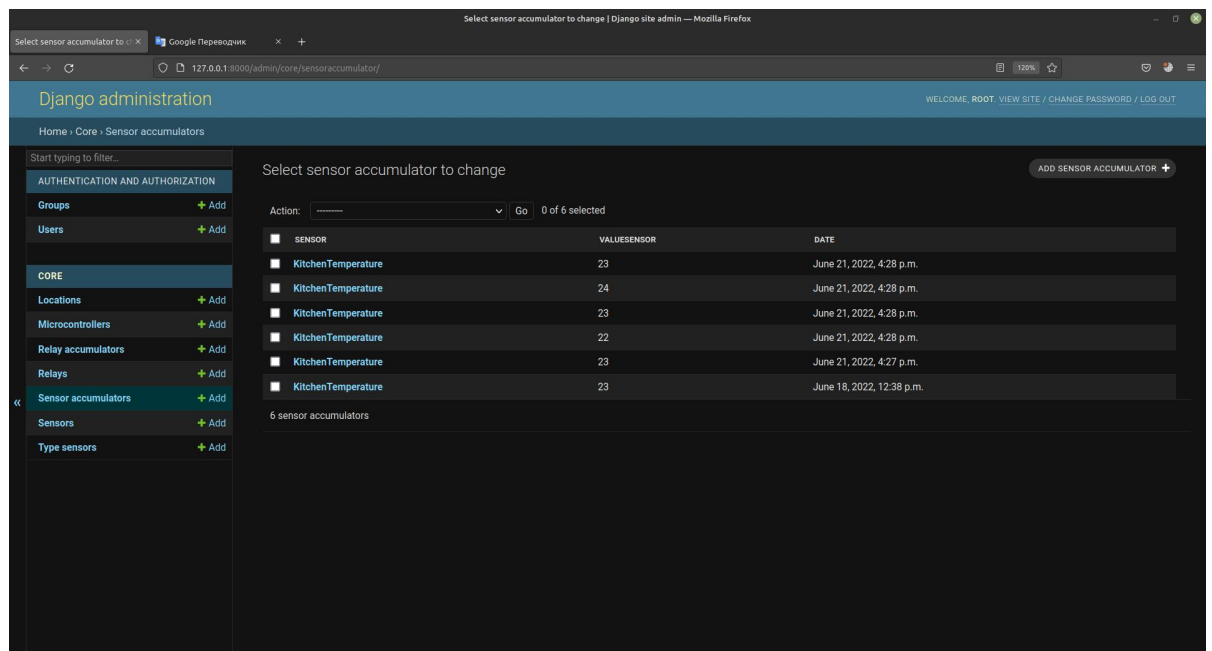 Select sensor accumulator to change | Django site admin — Mozilla Firefox
Select sensor accumulator to
Google Переводчик
127.0.0.1:8000/admin/core/sensoraccumulator/
120%
Django administration
WELCOME, ROOT. VIEW SITE / CHANGE PASSWORD / LOG OUT
Home › Core › Sensor accumulators
Start typing to filter...
AUTHENTICATION AND AUTHORIZATION
Groups + Add
Users + Add
CORE
Locations + Add
Microcontrollers + Add
Relay accumulators + Add
Relays + Add
Sensor accumulators + Add
Sensors + Add
Type sensors + Add
«
Select sensor accumulator to change
ADD SENSOR ACCUMULATOR +
Action: --------- Go 0 of 6 selected
SENSOR VALUESENSOR DATE
KitchenTemperature 23 June 21, 2022, 4:28 p.m.
KitchenTemperature 24 June 21, 2022, 4:28 p.m.
KitchenTemperature 23 June 21, 2022, 4:28 p.m.
KitchenTemperature 22 June 21, 2022, 4:28 p.m.
KitchenTemperature 23 June 21, 2022, 4:27 p.m.
KitchenTemperature 23 June 18, 2022, 12:38 p.m.
6 sensor accumulators